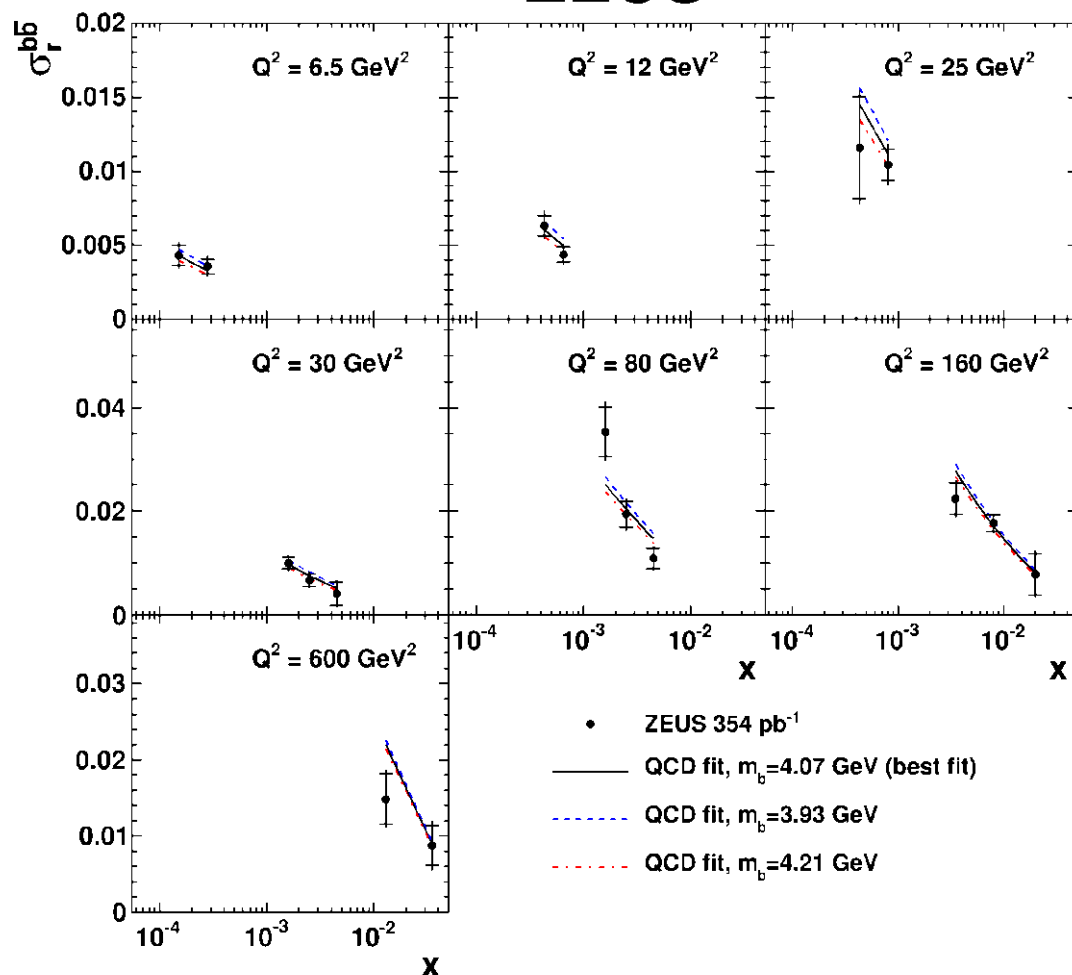 σ_r^{bb̅}
0.02
0.015
0.01
0.005
0
Q² = 6.5 GeV²
Q² = 12 GeV²
Q² = 25 GeV²
0.04
0.02
0
Q² = 30 GeV²
Q² = 80 GeV²
Q² = 160 GeV²
10⁻⁴ 10⁻³ 10⁻²
x
10⁻⁴ 10⁻³ 10⁻²
x
0.03
0.02
0.01
0
Q² = 600 GeV²
10⁻⁴ 10⁻³ 10⁻²
x
ZEUS 354 pb⁻¹
QCD fit, m_b=4.07 GeV (best fit)
QCD fit, m_b=3.93 GeV
QCD fit, m_b=4.21 GeV